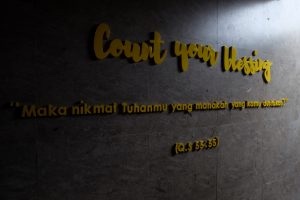 Count your blessing
"Maka nikmat Tuhanmu yang manakah yang kamu dustakan?"
(Q.S 55:55)